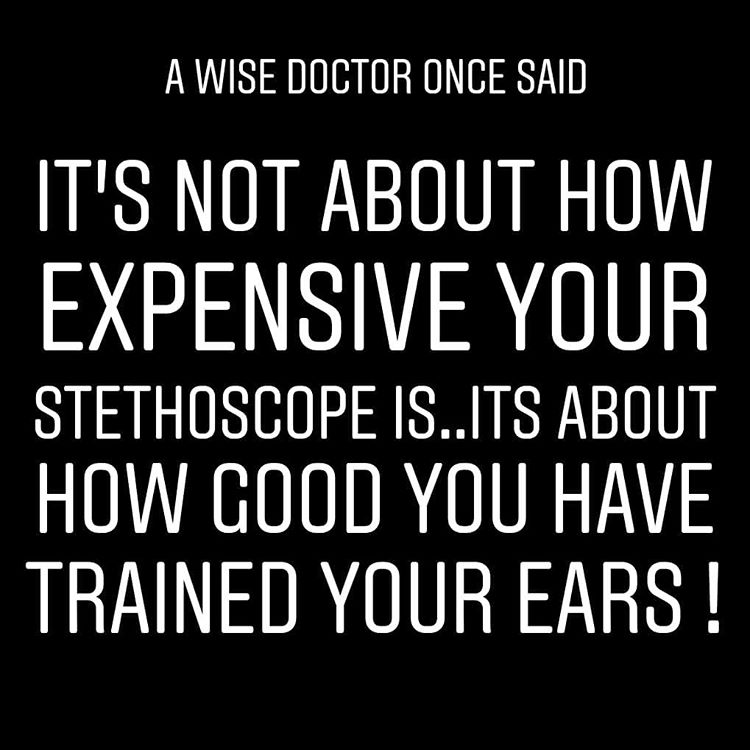 A WISE DOCTOR ONCE SAID
IT'S NOT ABOUT HOW
EXPENSIVE YOUR
STETHOSCOPE IS..ITS ABOUT
HOW GOOD YOU HAVE
TRAINED YOUR EARS !